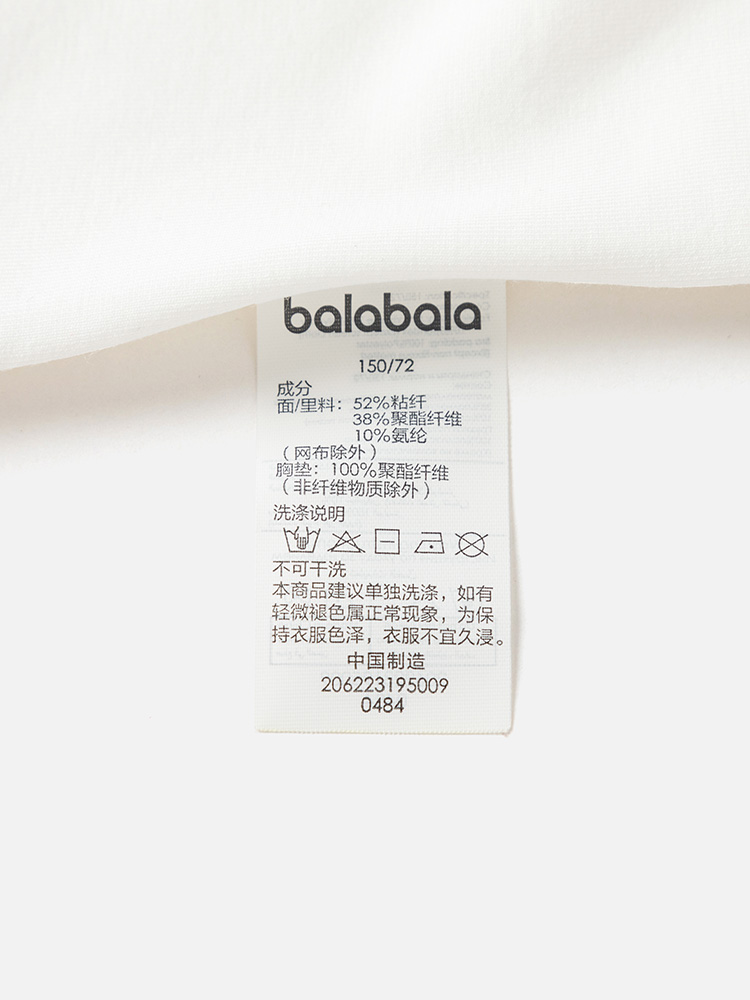 balabala
150/72
成分
面/里料：52%粘纤
38%聚酯纤维
10%氨纶
（网布除外）
胸垫：100%聚酯纤维
（非纤维物质除外）
洗涤说明
不可干洗
本商品建议单独洗涤，如有
轻微褪色属正常现象，为保
持衣服色泽，衣服不宜久浸。
中国制造
206223195009
0484